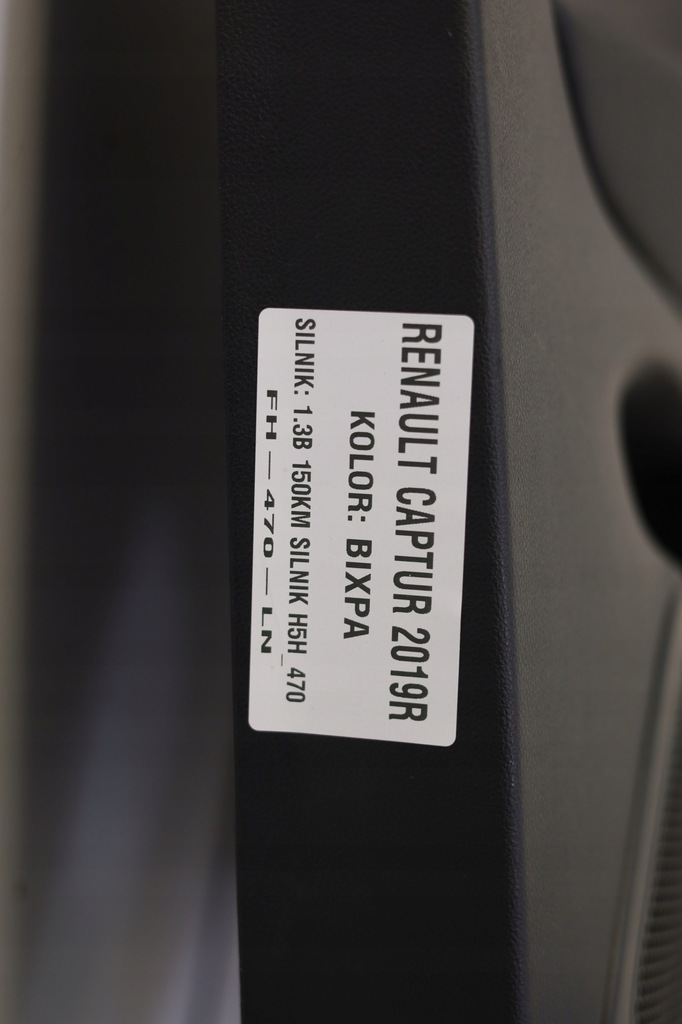 RENAULT CAPTUR 2019R
KOLOR: BIXPA
SILNIK: 1.3B 150KM SILNIK H5H_470
FH-470-LN